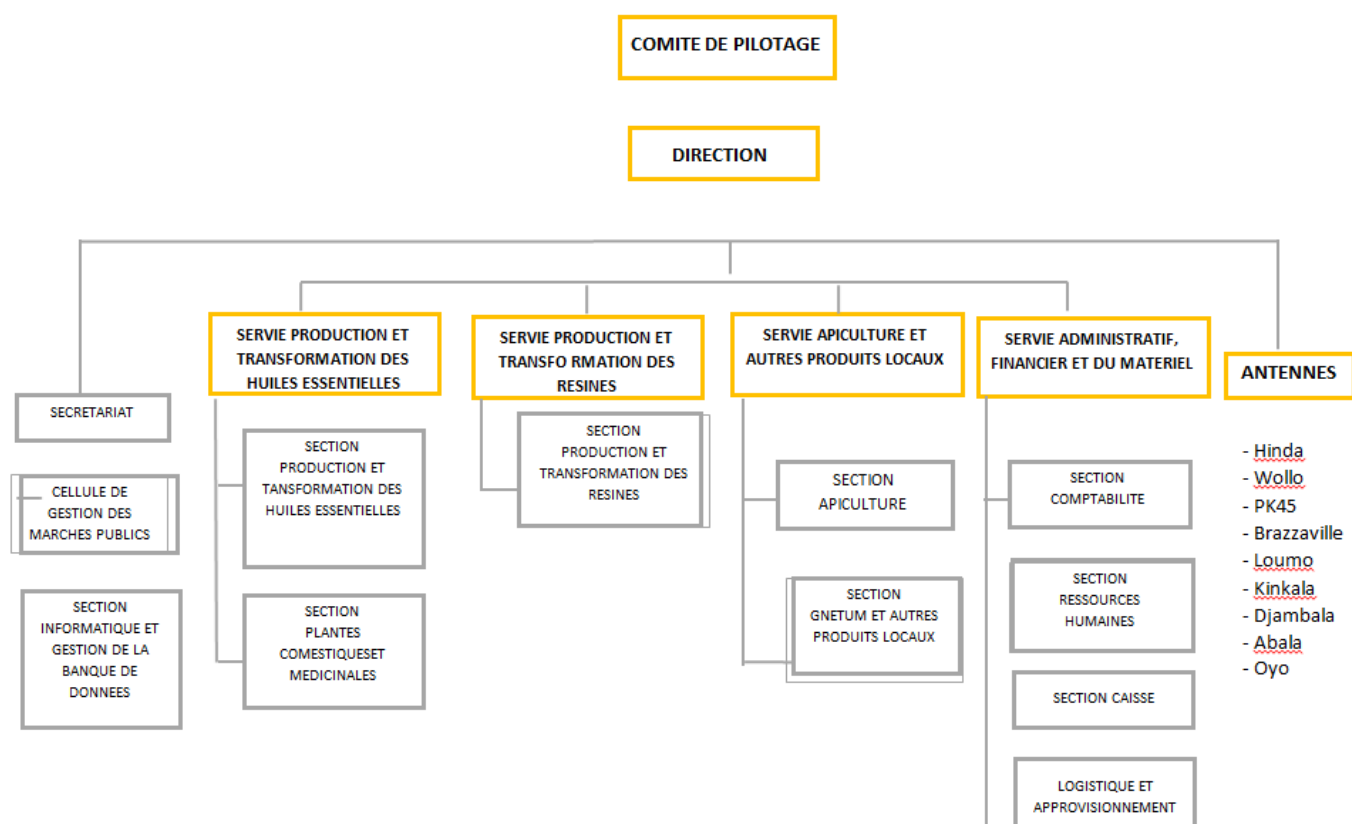 COMITE DE PILOTAGE
DIRECTION
SERVIE PRODUCTION ET
TRANSFORMATION DES
HUILES ESSENTIELLES
SERVIE PRODUCTION ET
TRANSFO RMATION DES
RESINES
SERVIE APICULTURE ET
AUTRES PRODUITS LOCAUX
SERVIE ADMINISTRATIF,
FINANCIER ET DU MATERIEL
ANTENNES
SECRETARIAT
CELLULE DE
GESTION DES
MARCHES PUBLICS
SECTION
INFORMATIQUE ET
GESTION DE LA
BANQUE DE
DONNEES
SECTION
PRODUCTION ET
TANSFORMATION DES
HUILES ESSENTIELLES
SECTION
PLANTES
COMESTIQUESET
MEDICINALES
SECTION
PRODUCTION ET
TRANSFORMATION DES
RESINES
SECTION
APICULTURE
SECTION
GNETUM ET AUTRES
PRODUITS LOCAUX
SECTION
COMPTABILITE
SECTION
RESSOURCES
HUMAINES
SECTION CAISSE
LOGISTIQUE ET
APPROVISIONNEMENT
- Hinda
- Wollo
- PK45
- Brazzaville
- Loumo
- Kinkala
- Djambala
- Abala
- Oyo